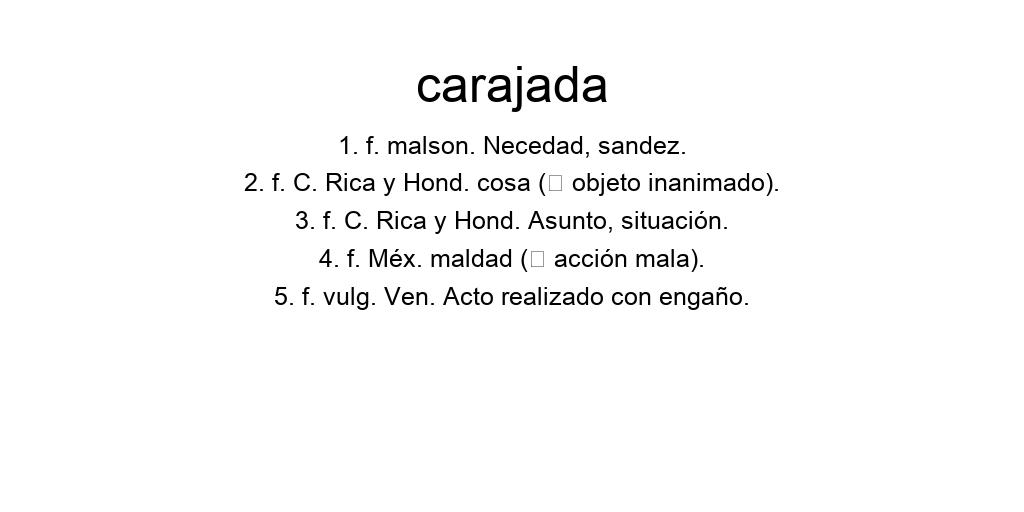 carajada
1. f. malson. Necedad, sandez.
2. f. C. Rica y Hond. cosa (□ objeto inanimado).
3. f. C. Rica y Hond. Asunto, situación.
4. f. Méx. maldad (□ acción mala).
5. f. vulg. Ven. Acto realizado con engaño.